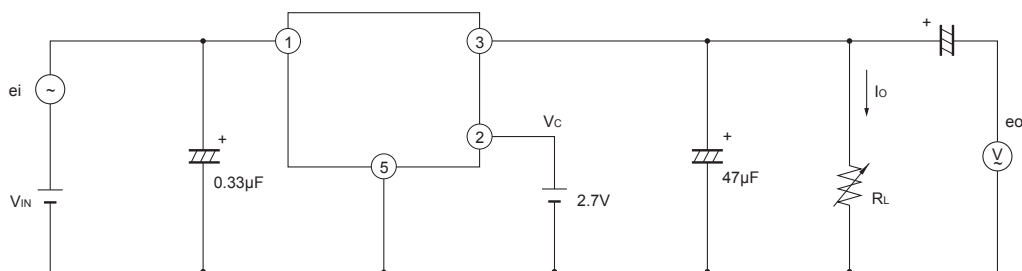 +
1
3
ei
~
IO
+
VC
2
+
eo
V
~
0.33µF
5
47µF
VIN
2.7V
RL